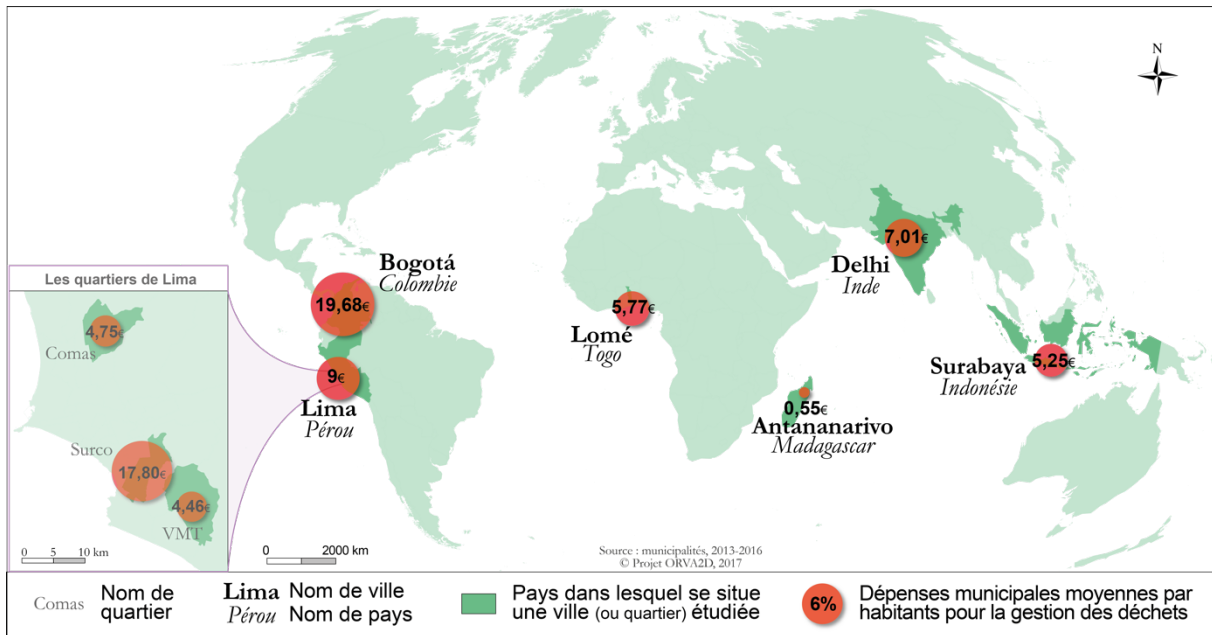 N
Bogotá
Colombie
19,68€
9€
Lima
Pérou
Les quartiers de Lima
4,75€
Comas
Surco
17,80€
4,46€
VMT
0 5 10 km
0 2000 km
5,77€
Lomé
Togo
7,01€
Delhi
Inde
Surabaya
Indonésie
5,25€
0,55€
Antananarivo
Madagascar
Source : municipalités, 2013-2016
© Projet ORVA2D, 2017
Comas
Nom de
quartier
Lima
Pérou
Nom de ville
Nom de pays
Pays dans lesquel se situe
une ville (ou quartier) étudiée
6%
Dépenses municipales moyennes par
habitants pour la gestion des déchets